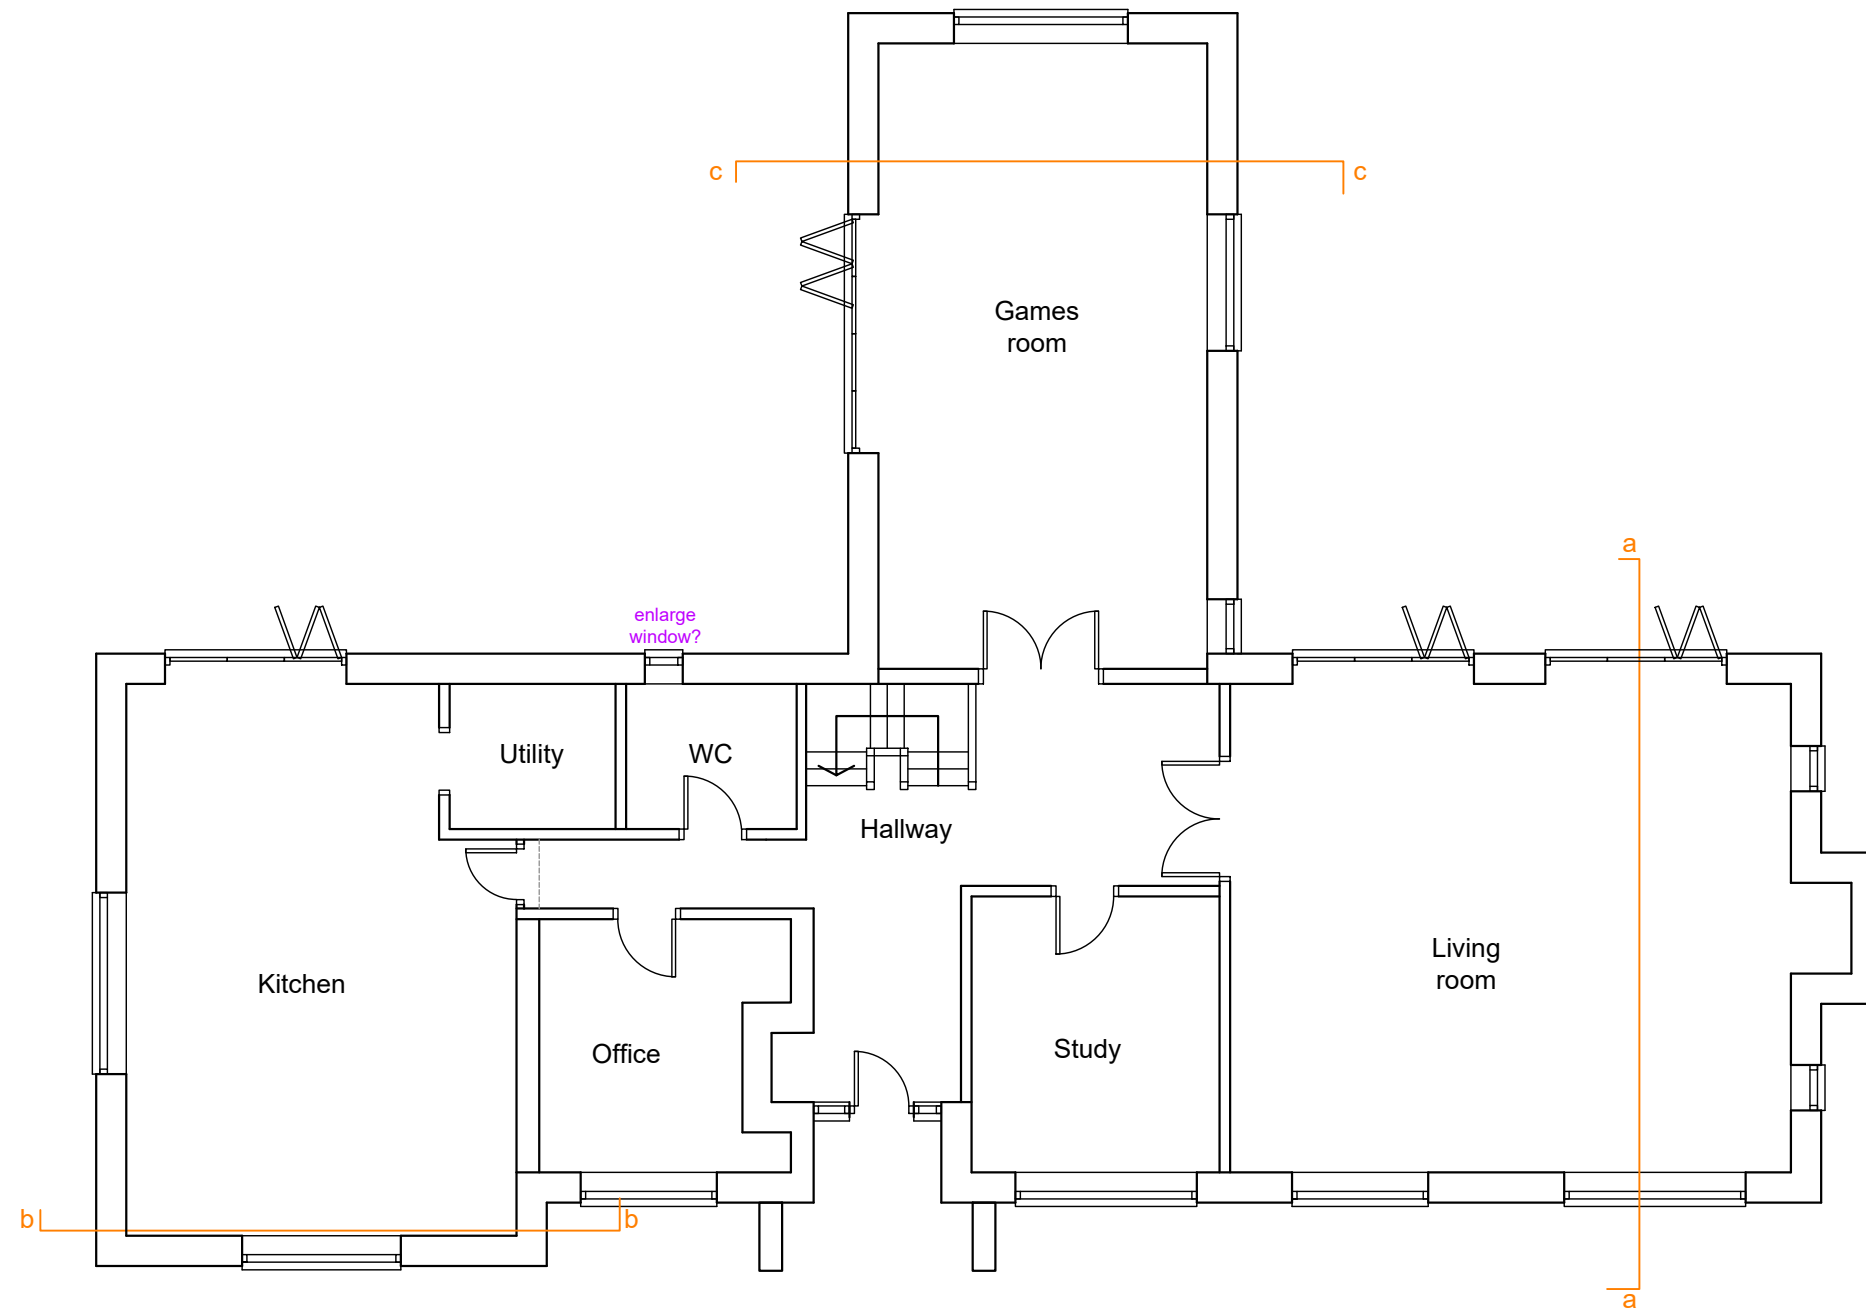 c
c
Games
room
a
enlarge
window?
Utility
WC
Hallway
Living
room
Kitchen
Office
Study
b
b
a